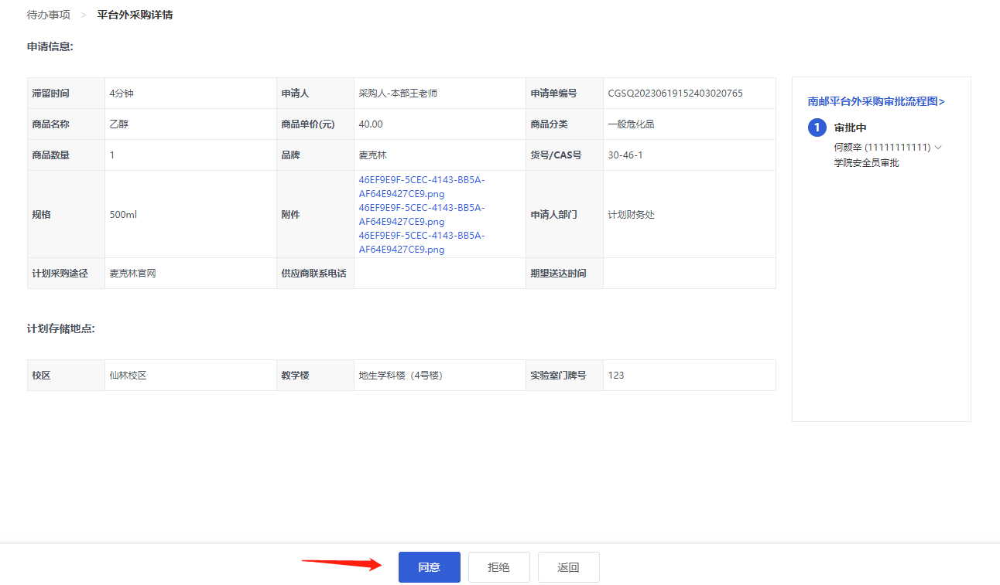 待办事项 > 平台外采购详情
申请信息:
滞留时间 4分钟 申请人 采购人-本部王老师 申请单编号 CGSQ20230619152403020765
商品名称 乙醇 商品单价(元) 40.00 商品分类 一般危化品
商品数量 1 品牌 麦克林 货号/CAS号 30-46-1
规格 500ml 附件 46EF9E9F-5CEC-4143-BB5A-
AF64E9427CE9.png
46EF9E9F-5CEC-4143-BB5A-
AF64E9427CE9.png
46EF9E9F-5CEC-4143-BB5A-
AF64E9427CE9.png
申请人部门 计划财务处
计划采购途径 麦克林官网 供应商联系电话 期望送达时间
南邮平台外采购审批流程图>
1 审批中
何颜辛 (11111111111)
学院安全员审批
计划存储地点:
校区 仙林校区 教学楼 地生学科楼（4号楼） 实验室门牌号 123
同意 拒绝 返回